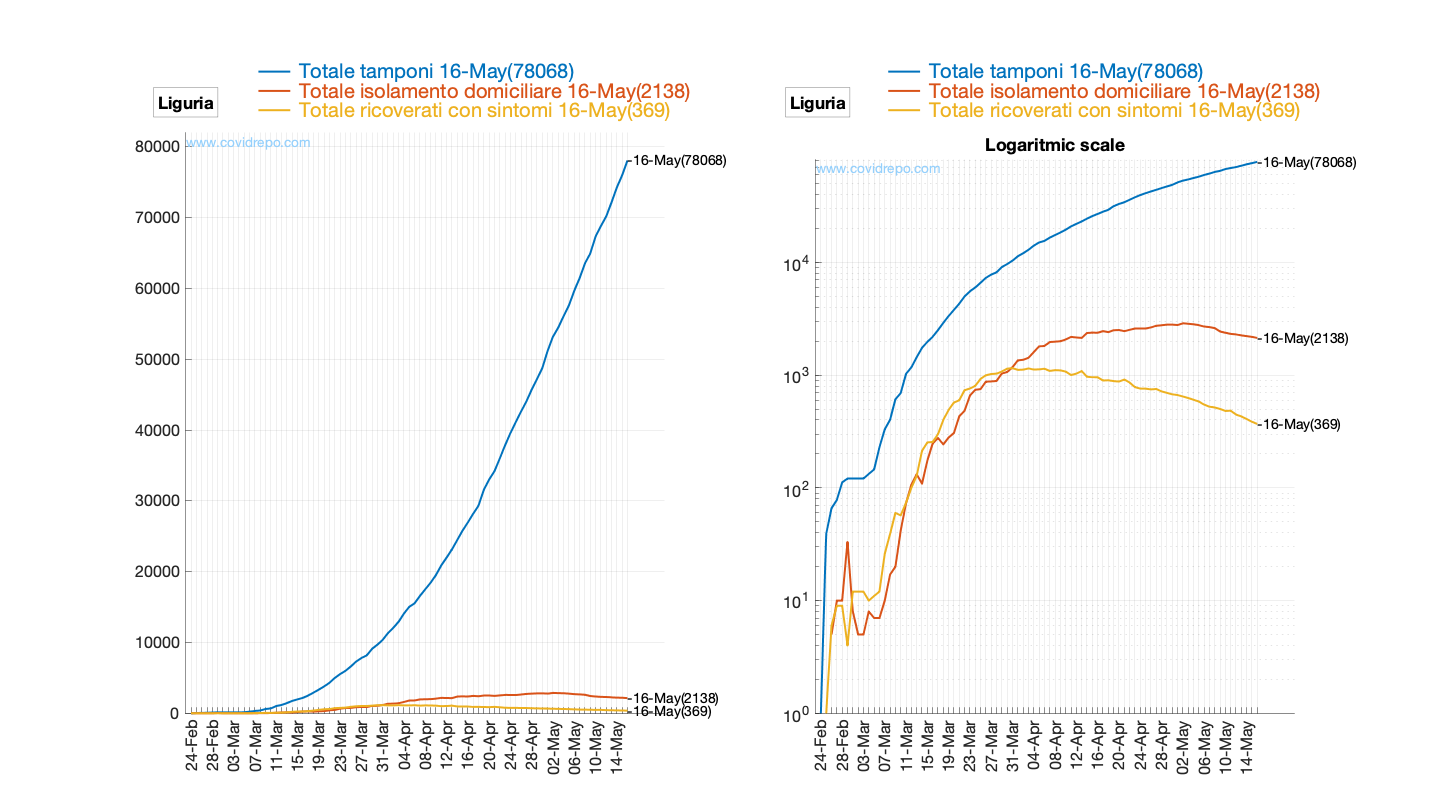 Totale tamponi 16-May(78068)
Totale isolamento domiciliare 16-May(2138)
Totale ricoverati con sintomi 16-May(369)
Liguria
www.covidrepo.com
80000
70000
60000
50000
40000
30000
20000
10000
0
16-May(78068)
16-May(2138)
16-May(369)
24-Feb
28-Feb
03-Mar
07-Mar
11-Mar
15-Mar
19-Mar
23-Mar
27-Mar
31-Mar
04-Apr
08-Apr
12-Apr
16-Apr
20-Apr
24-Apr
28-Apr
02-May
06-May
10-May
14-May
Totale tamponi 16-May(78068)
Totale isolamento domiciliare 16-May(2138)
Totale ricoverati con sintomi 16-May(369)
Liguria
Logaritmic scale
www.covidrepo.com
10^4
10^3
10^2
10^1
10^0
16-May(78068)
16-May(2138)
16-May(369)
24-Feb
28-Feb
03-Mar
07-Mar
11-Mar
15-Mar
19-Mar
23-Mar
27-Mar
31-Mar
04-Apr
08-Apr
12-Apr
16-Apr
20-Apr
24-Apr
28-Apr
02-May
06-May
10-May
14-May